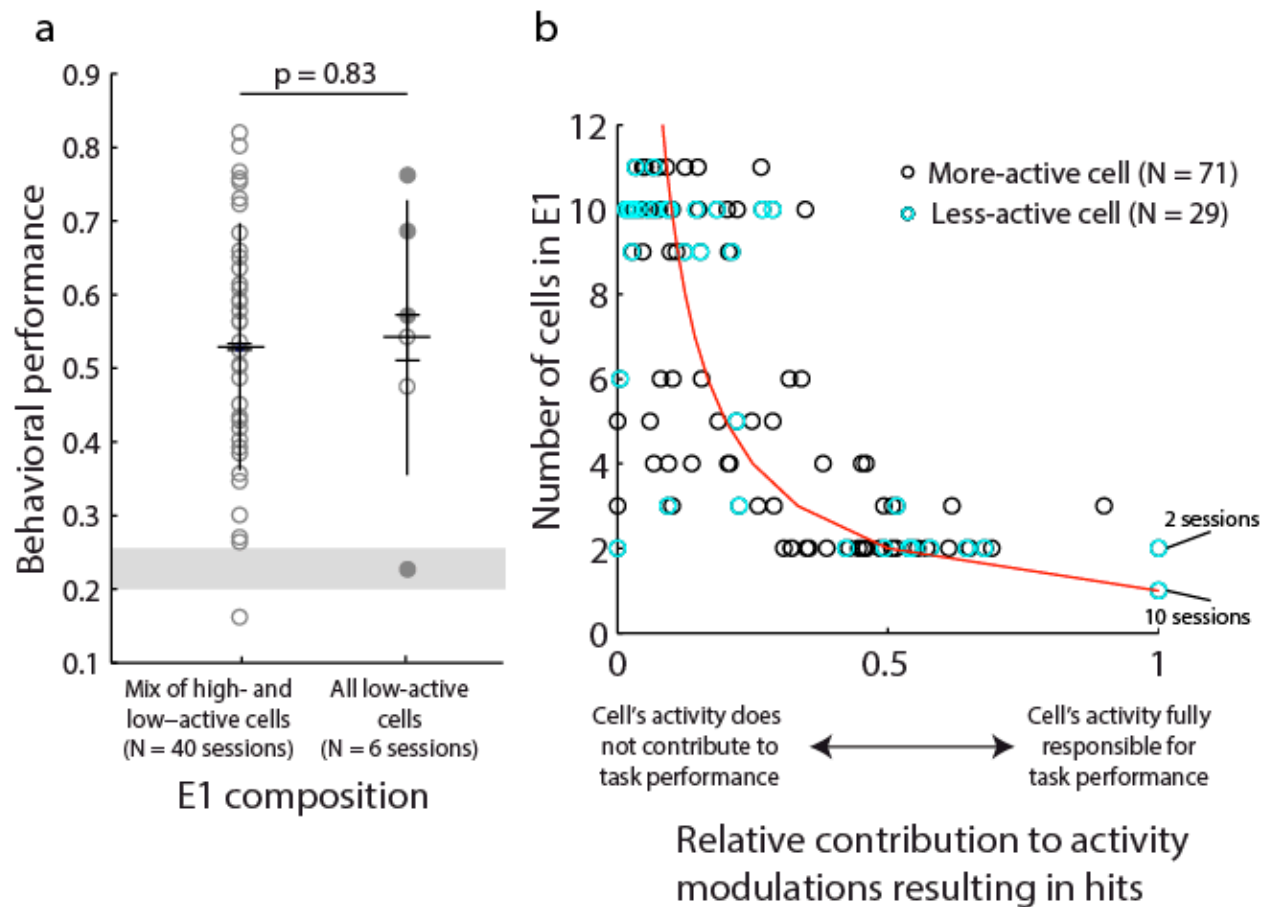 a
p = 0.83
0.9
0.8
0.7
0.6
0.5
0.4
0.3
0.2
0.1
Behavioral performance
Mix of high- and
low–active cells
(N = 40 sessions)
All low-active
cells
(N = 6 sessions)
E1 composition
b
12
10
8
6
4
2
0
Number of cells in E1
More-active cell (N = 71)
Less-active cell (N = 29)
2 sessions
10 sessions
0
0.5
1
Cell's activity does
not contribute to
task performance
Cell's activity fully
responsible for
task performance
Relative contribution to activity
modulations resulting in hits